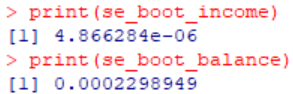 > print(se_boot_income)
[1] 4.866284e-06
> print(se_boot_balance)
[1] 0.0002298949